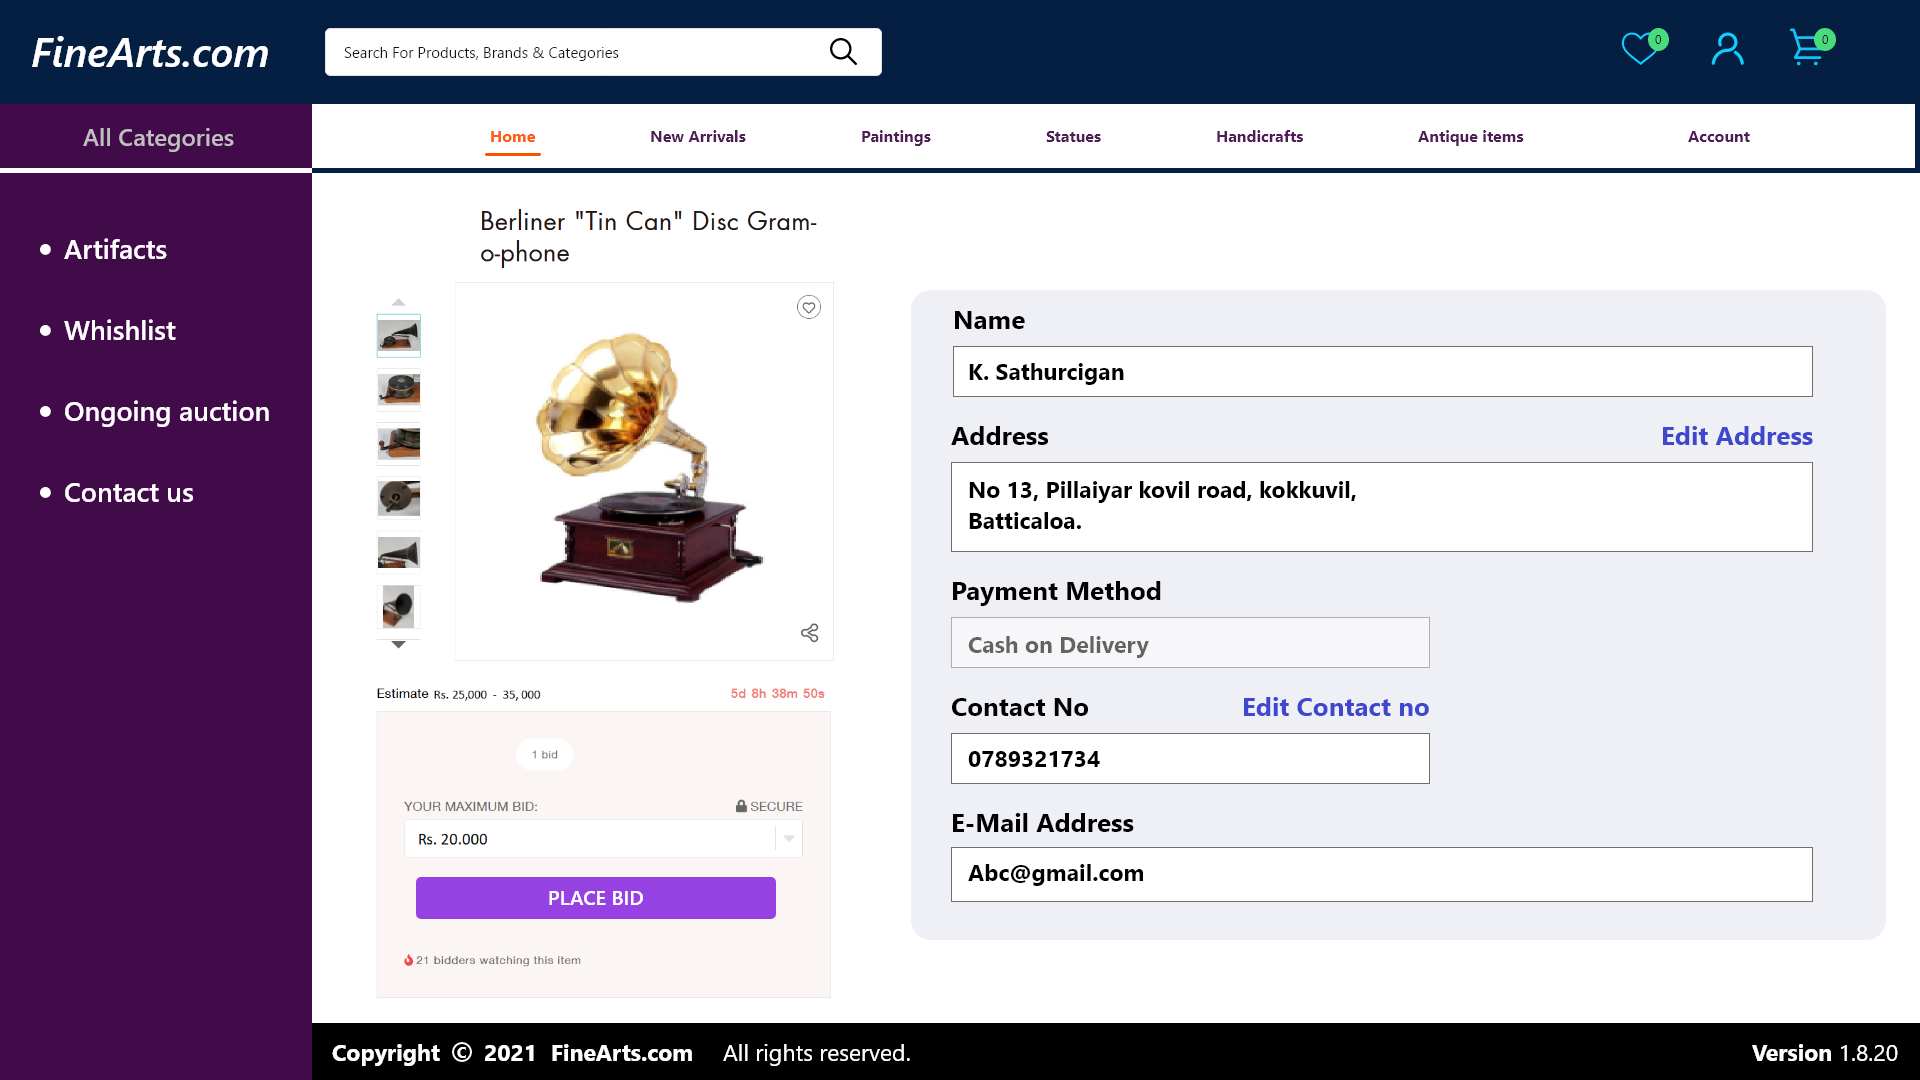 FineArts.com
Search For Products, Brands & Categories
0
0
All Categories
Home
New Arrivals
Paintings
Statues
Handicrafts
Antique items
Account
Artifacts
Whishlist
Ongoing auction
Contact us
Berliner "Tin Can" Disc Gram-
o-phone
Estimate Rs. 25,000 - 35, 000
5d 8h 38m 50s
1 bid
YOUR MAXIMUM BID:
SECURE
Rs. 20.000
PLACE BID
21 bidders watching this item
Name
K. Sathurcigan
Address
Edit Address
No 13, Pillaiyar kovil road, kokkuvil,
Batticaloa.
Payment Method
Cash on Delivery
Contact No
Edit Contact no
0789321734
E-Mail Address
Abc@gmail.com
Copyright © 2021 FineArts.com All rights reserved.
Version 1.8.20